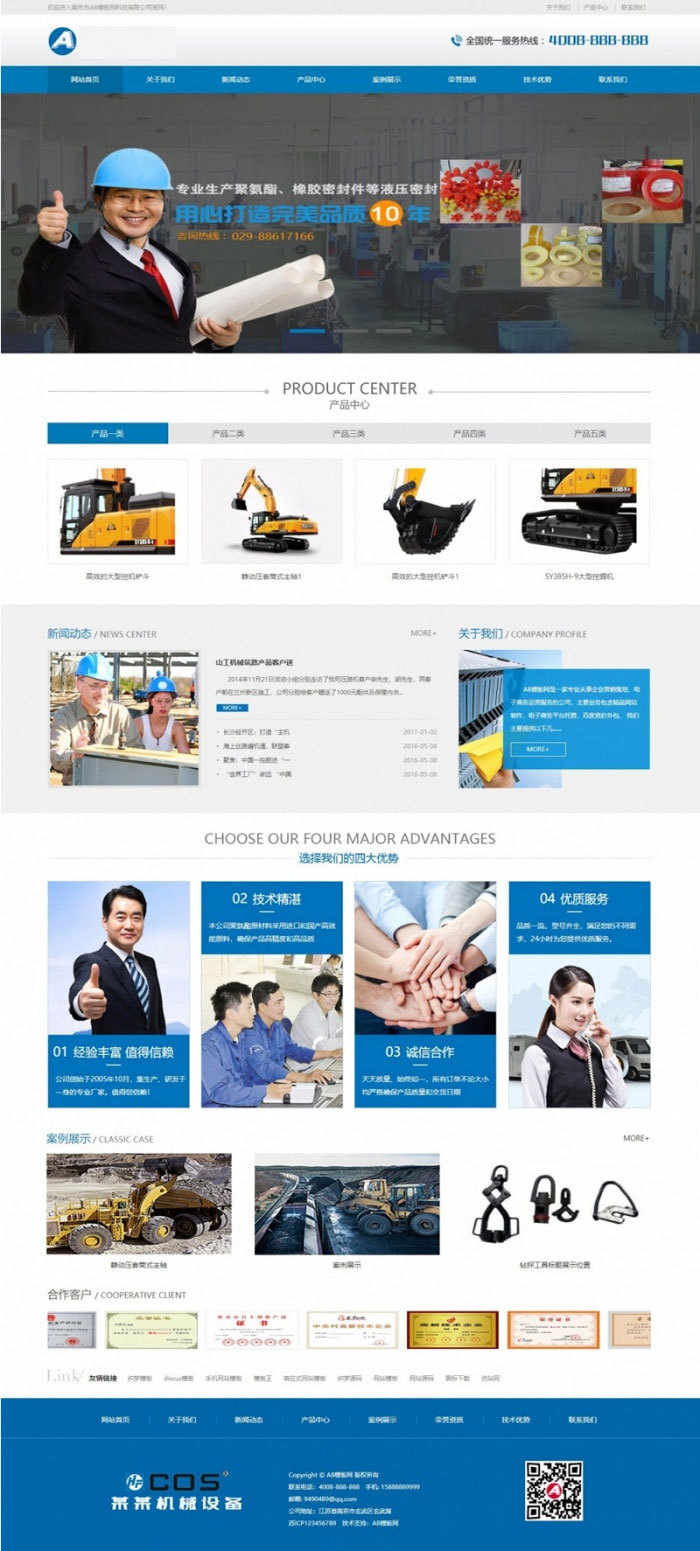 欢迎进入南京市AB模板网科技有限公司官网!
关于我们 | 产品中心 | 联系我们
全国统一服务热线： 4008-888-888
网站首页 关于我们 新闻动态 产品中心 案例展示 荣誉资质 技术优势 联系我们
专业生产聚氨酯、橡胶密封件等液压密封
用心打造完美品质10年
咨询热线：029-88617166
PRODUCT CENTER
产品中心
产品一类 产品二类 产品三类 产品四类 产品五类
高效的大型挖机铲斗 静动压套筒式主轴1 高效的大型挖机铲斗1 SY385H-9大型挖掘机
新闻动态 / NEWS CENTER MORE+
山工机械筑路产品客户送
2014年11月21日活动小组分别走访了我司压路机客户余先生、胡先生，两客
户都在兰州新区施工，公司分别给客户赠送了1000元配件及保障内衣...
MORE+
长沙经开区：打造“主机 2017-01-02
海上丝路遍机遇，联盟奏 2016-05-08
聚焦：中国一拖掘进“一 2016-05-08
“世界工厂”渐远 “中国 2016-05-08
关于我们 / COMPANY PROFILE
AB模板网是一家专业从事企业营销策划、电
子商务运营服务的公司，主要业务包含精品网站
制作、电子商务平台托管、百度竞价外包，我们
主要提供以下几......
MORE+
CHOOSE OUR FOUR MAJOR ADVANTAGES
选择我们的四大优势
01 经验丰富 值得信赖
公司创始于2005年10月，集生产、研发于
一身的专业厂家。值得您信赖!
02 技术精湛
本公司聚氨酯原材料采用进口和国产高效
能原料，确保产品高精度和高品质
03 诚信合作
天天质量，始终如一，所有订单不论大小
均严格确保产品质量和交货日期
04 优质服务
品质一流，型号齐全，满足您的不同需
求，24小时为您提供优质服务。
案例展示 / CLASSIC CASE MORE+
静动压套筒式主轴 案例展示 钻探工具标题展示位置
合作客户 / COOPERATIVE CLIENT
荣誉证书
证书
荣誉证书
Link/ 友情链接 织梦模板 discuz模板 手机网站模板 模板王 响应式网站模板 织梦源码 网站模板 网站源码 图标下载 仿站网
网站首页 关于我们 新闻动态 产品中心 案例展示 荣誉资质 技术优势 联系我们
COS
某某机械设备
Copyright © AB模板网 版权所有
联系电话：4008-888-888 手机: 15888889999
邮箱: 9490489@qq.com
公司地址：江苏省南京市玄武区玄武湖
苏ICP123456789 技术支持：AB模板网